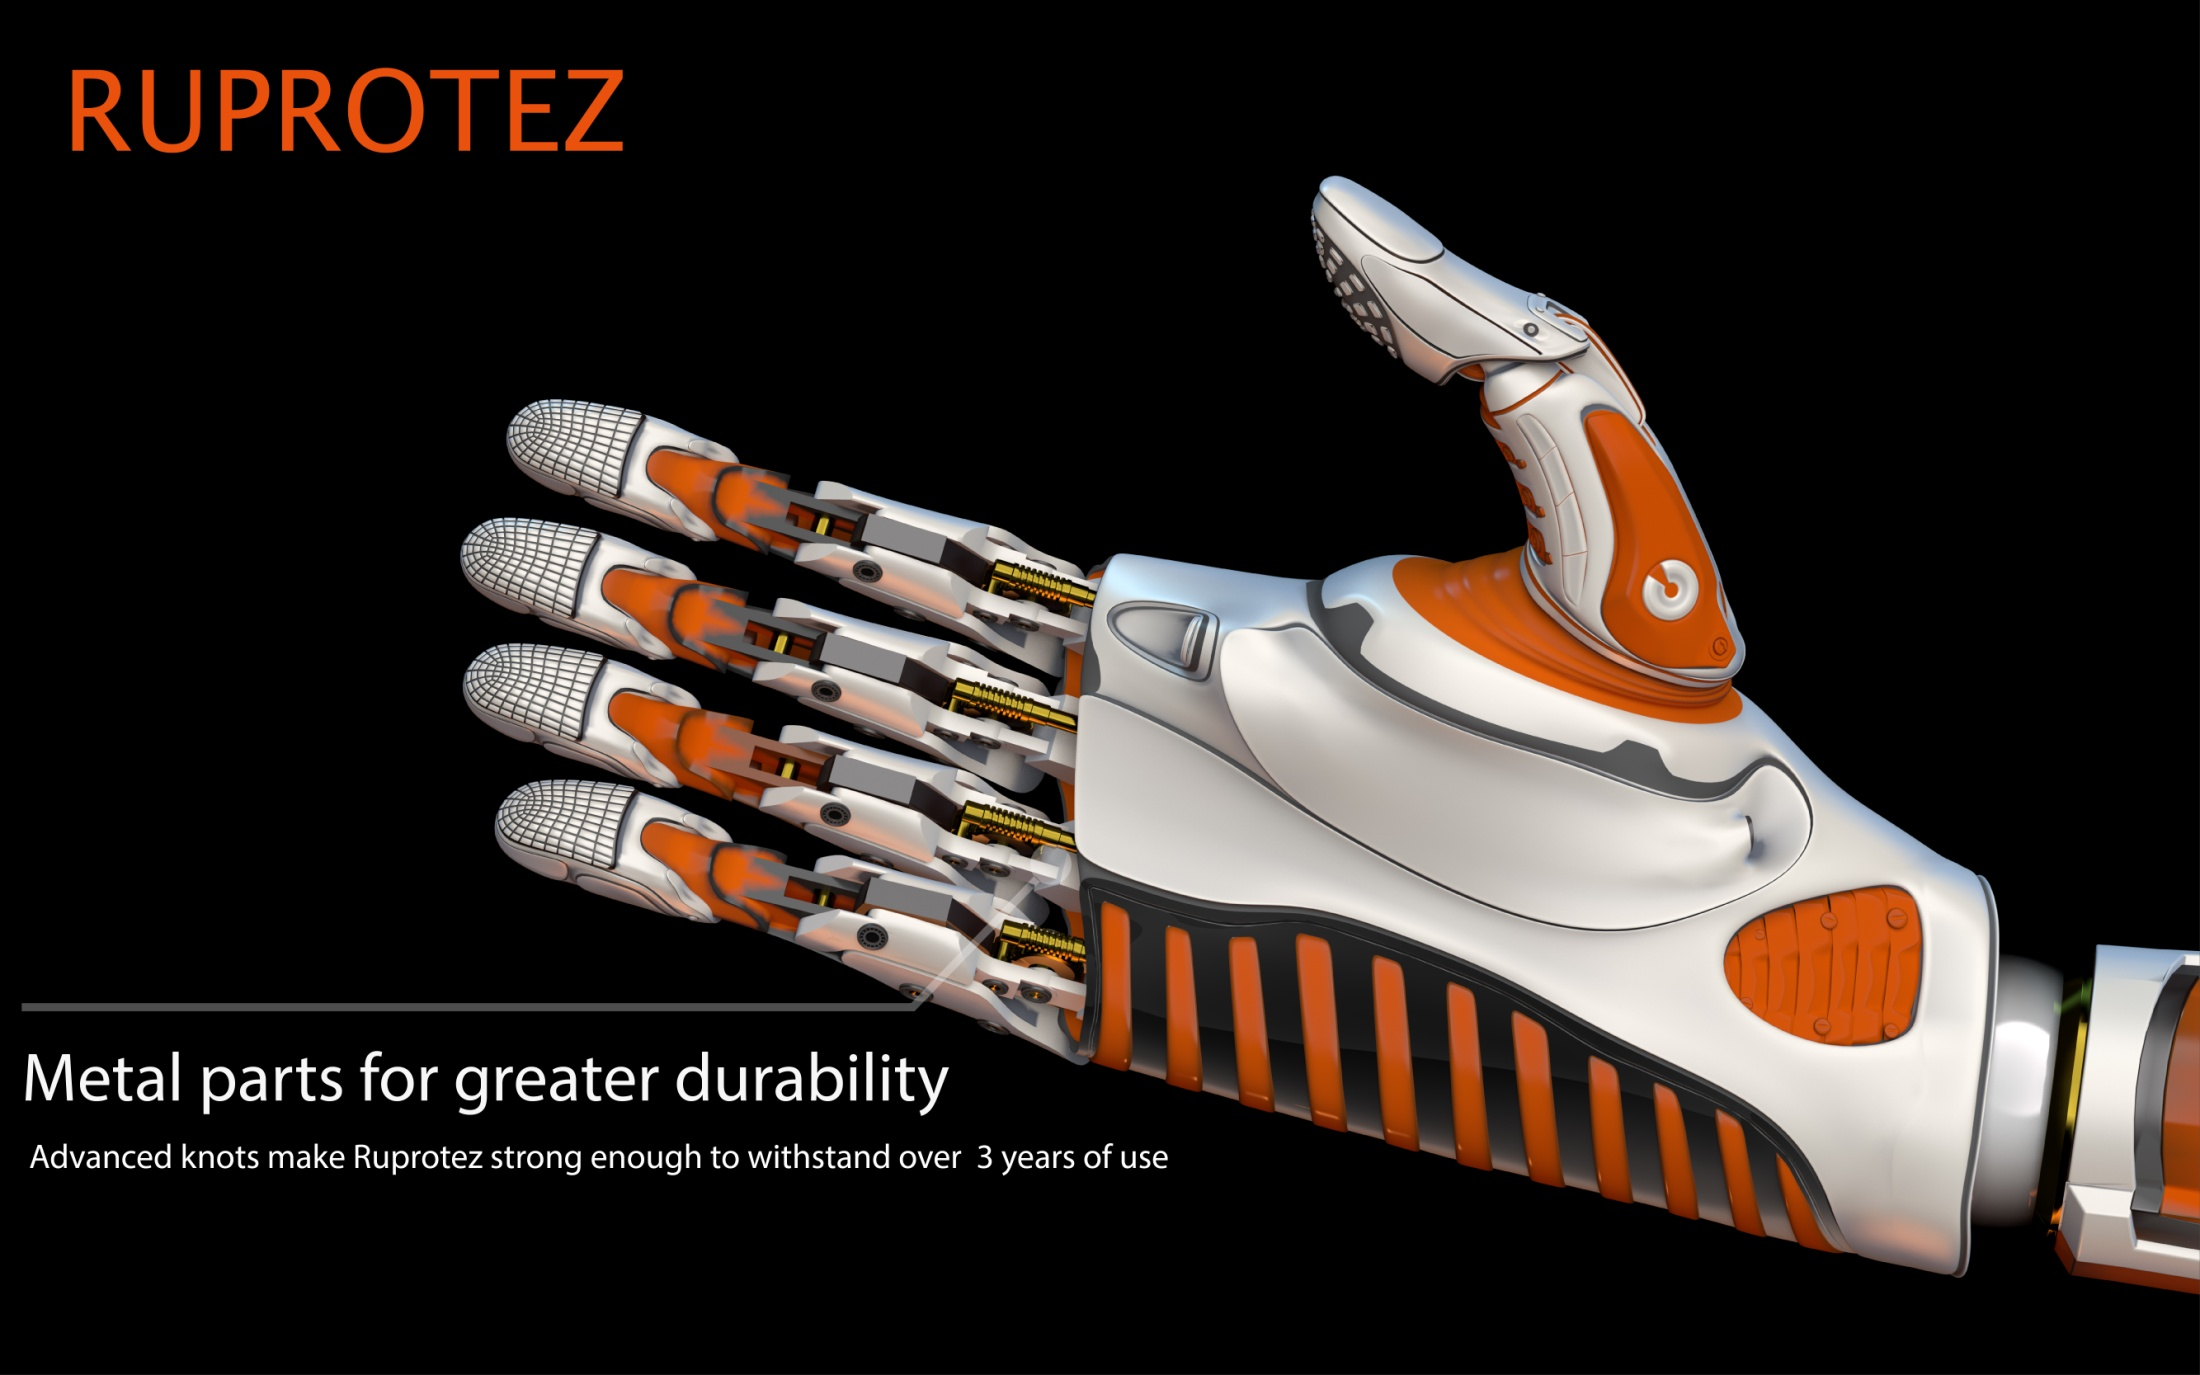 RUPROTEZ
Metal parts for greater durability
Advanced knots make Ruprotez strong enough to withstand over  3 years of use